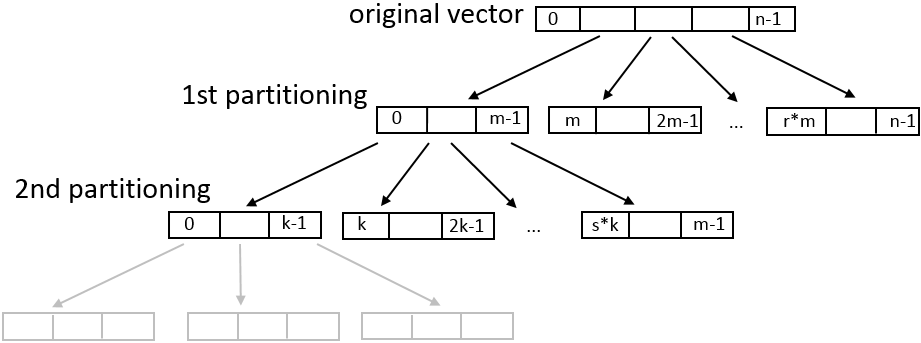 original vector 0 n-1
1st partitioning 0 m-1 m 2m-1 ... r*m n-1
2nd partitioning 0 k-1 k 2k-1 ... s*k m-1